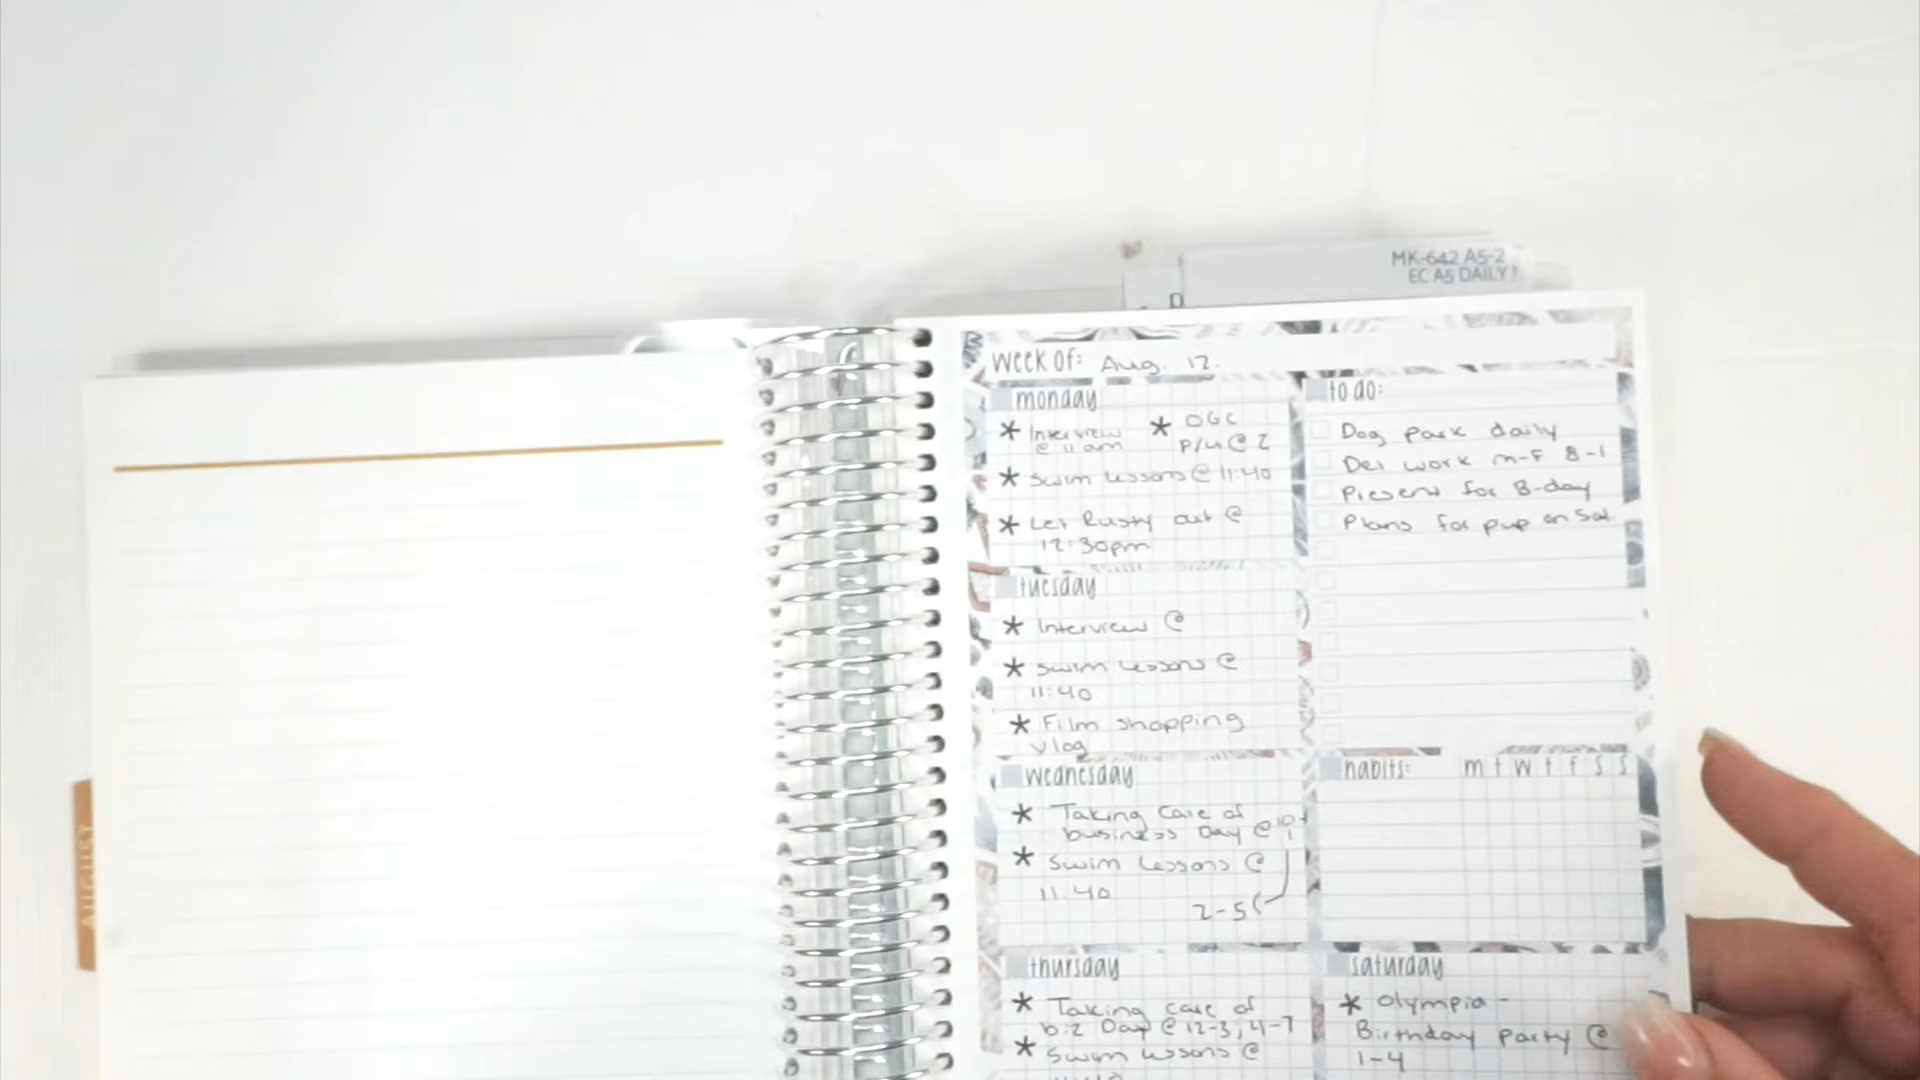 MK-642 A5-2
EC A5 DAILY
week of: Aug. 12.
monday
* Interview
@ 11am
* OGC
P/U @ 2
* Swim Lessons @ 11:40
* Let Rusty out @
12:30pm
tuesday
* Interview @
* Swim Lessons @
11:40
* Film shopping
vlog
wednesday
* Taking Care of
business Day @ 10-1
* Swim Lessons @
11:40
2-5
thursday
* Taking care of
biz Day @ 12-3, 4-7
* Swim Lessons @
11:40
to do:
Dog park daily
Del work m-F 8-1
Present for B-day
Plans for pup on Sat.
habits: m t w t f s s
saturday
* Olympia -
Birthday Party @
1-4
AUGUST